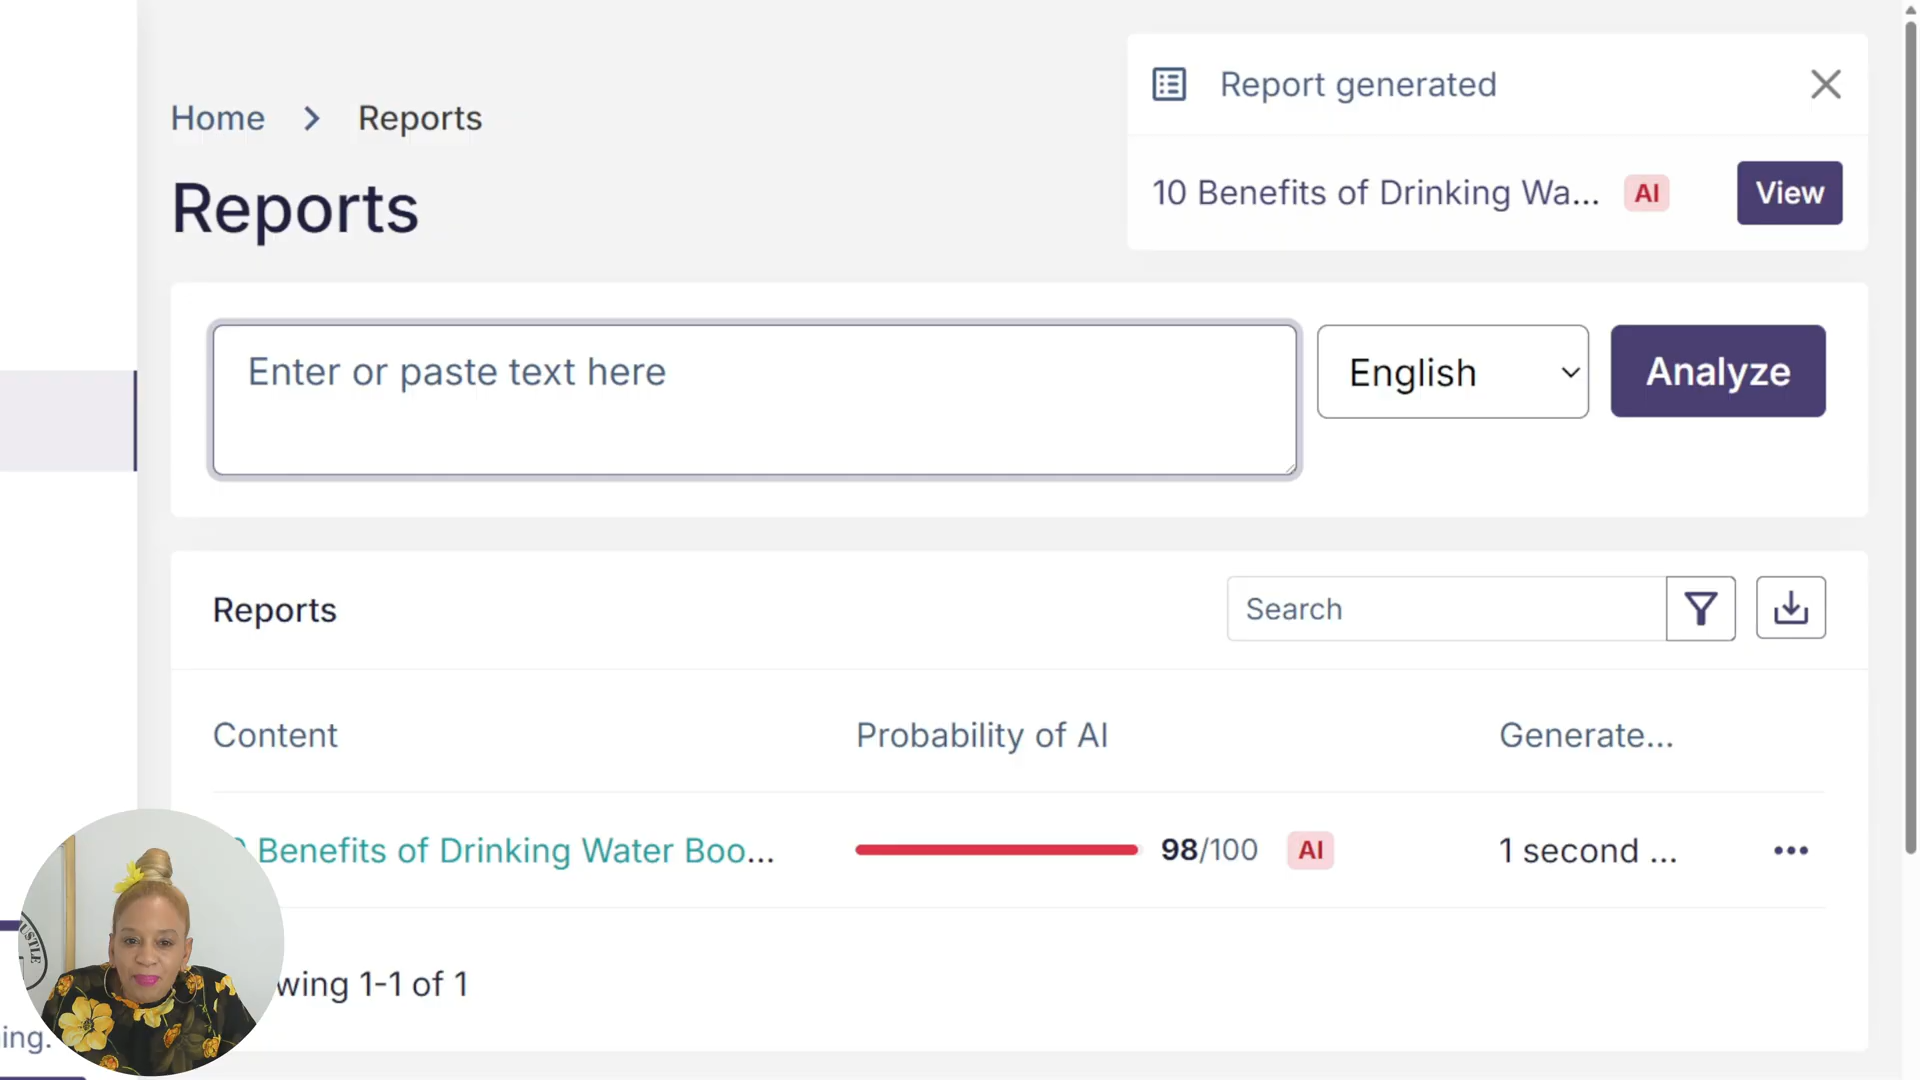 Home > Reports
Reports
Report generated
10 Benefits of Drinking Wa... AI View
Enter or paste text here
English
Analyze
Reports
Search
Content Probability of AI Generate...
Benefits of Drinking Water Boo... 98/100 AI 1 second ...
wing 1-1 of 1
USTLE
ing.